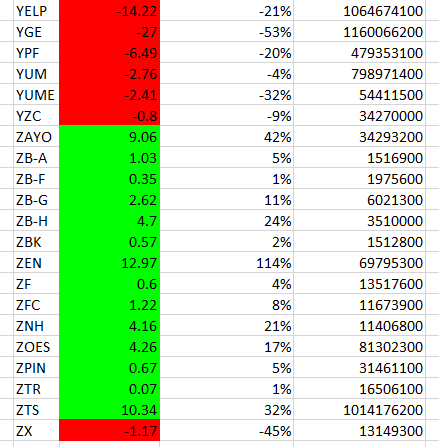 YELP -14.22 -21% 1064674100
YGE -27 -53% 1160066200
YPF -6.49 -20% 479353100
YUM -2.76 -4% 798971400
YUME -2.41 -32% 54411500
YZC -0.8 -9% 34270000
ZAYO 9.06 42% 34293200
ZB-A 1.03 5% 1516900
ZB-F 0.35 1% 1975600
ZB-G 2.62 11% 6021300
ZB-H 4.7 24% 3510000
ZBK 0.57 2% 1512800
ZEN 12.97 114% 69795300
ZF 0.6 4% 13517600
ZFC 1.22 8% 11673900
ZNH 4.16 21% 11406800
ZOES 4.26 17% 81302300
ZPIN 0.67 5% 31461100
ZTR 0.07 1% 16506100
ZTS 10.34 32% 1014176200
ZX -1.17 -45% 13149300